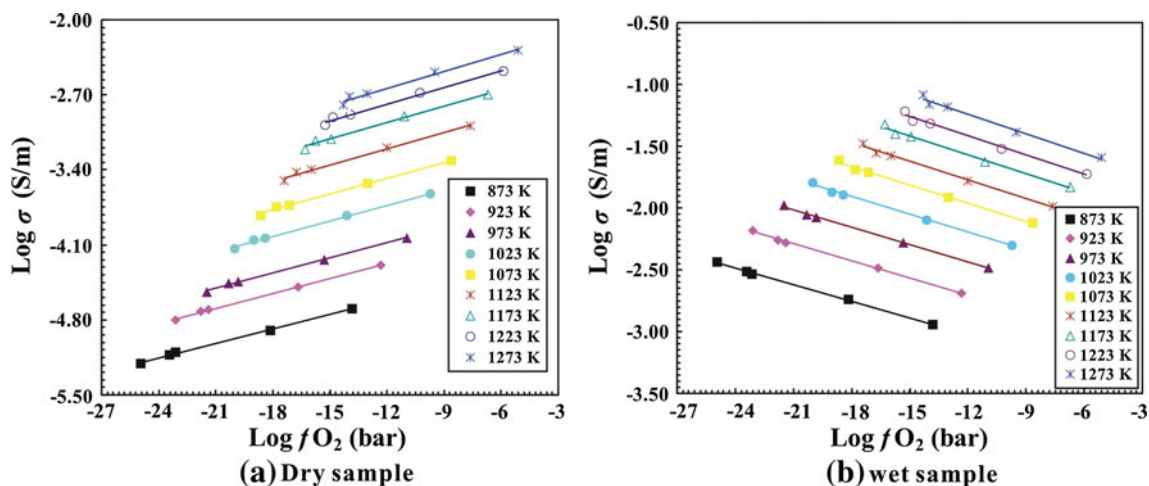 -2.00
-2.70
-3.40
-4.10
-4.80
-5.50
Log σ (S/m)
873 K
923 K
973 K
1023 K
1073 K
1123 K
1173 K
1223 K
1273 K
-27 -24 -21 -18 -15 -12 -9 -6 -3
Log ƒO₂ (bar)
(a) Dry sample
-0.50
-1.00
-1.50
-2.00
-2.50
-3.00
-3.50
Log σ (S/m)
873 K
923 K
973 K
1023 K
1073 K
1123 K
1173 K
1223 K
1273 K
-27 -24 -21 -18 -15 -12 -9 -6 -3
Log ƒO₂ (bar)
(b) wet sample